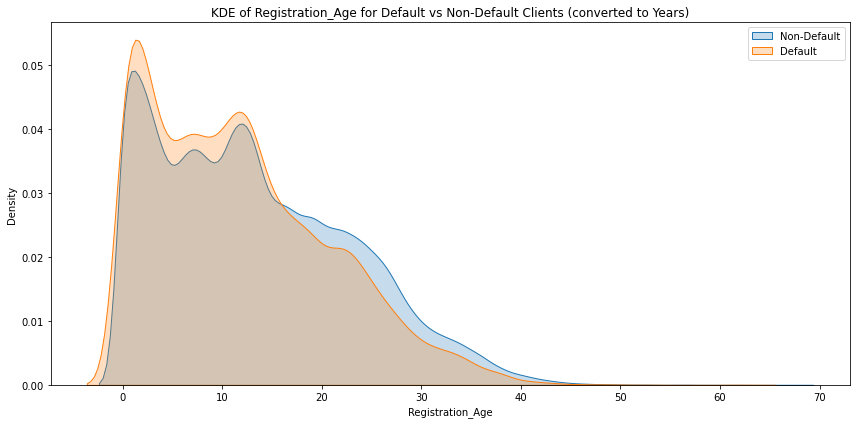 KDE of Registration_Age for Default vs Non-Default Clients (converted to Years)
Non-Default
Default
Density
0.05
0.04
0.03
0.02
0.01
0.00
0 10 20 30 40 50 60 70
Registration_Age